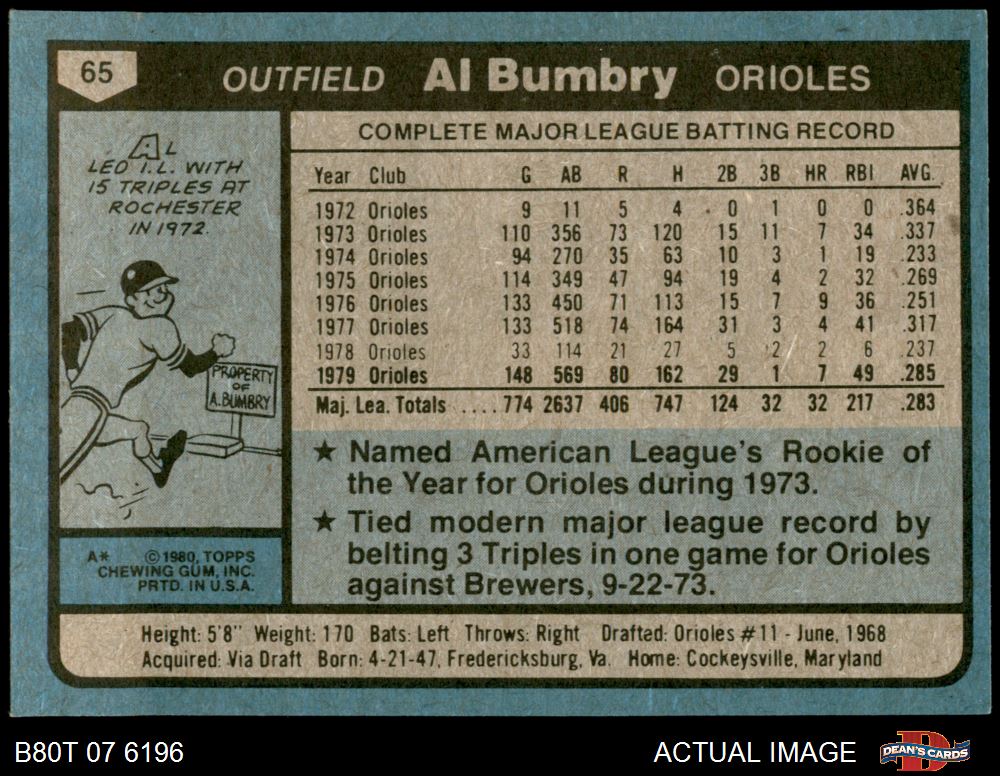 65
OUTFIELD Al Bumbry ORIOLES
AL
LED I.L. WITH
15 TRIPLES AT
ROCHESTER
IN 1972.
PROPERTY
OF
A. BUMBRY
A* © 1980, TOPPS
CHEWING GUM, INC.
PRTD. IN U.S.A.
COMPLETE MAJOR LEAGUE BATTING RECORD
Year Club G AB R H 2B 3B HR RBI AVG.
1972 Orioles 9 11 5 4 0 1 0 0 .364
1973 Orioles 110 356 73 120 15 11 7 34 .337
1974 Orioles 94 270 35 63 10 3 1 19 .233
1975 Orioles 114 349 47 94 19 4 2 32 .269
1976 Orioles 133 450 71 113 15 7 9 36 .251
1977 Orioles 133 518 74 164 31 3 4 41 .317
1978 Orioles 33 114 21 27 5 2 2 6 .237
1979 Orioles 148 569 80 162 29 1 7 49 .285
Maj. Lea. Totals ....774 2637 406 747 124 32 32 217 .283
★ Named American League's Rookie of
the Year for Orioles during 1973.
★ Tied modern major league record by
belting 3 Triples in one game for Orioles
against Brewers, 9-22-73.
Height: 5'8" Weight: 170 Bats: Left Throws: Right Drafted: Orioles #11 - June, 1968
Acquired: Via Draft Born: 4-21-47, Fredericksburg, Va. Home: Cockeysville, Maryland
B80T 07 6196
ACTUAL IMAGE
D
DEAN'S CARDS